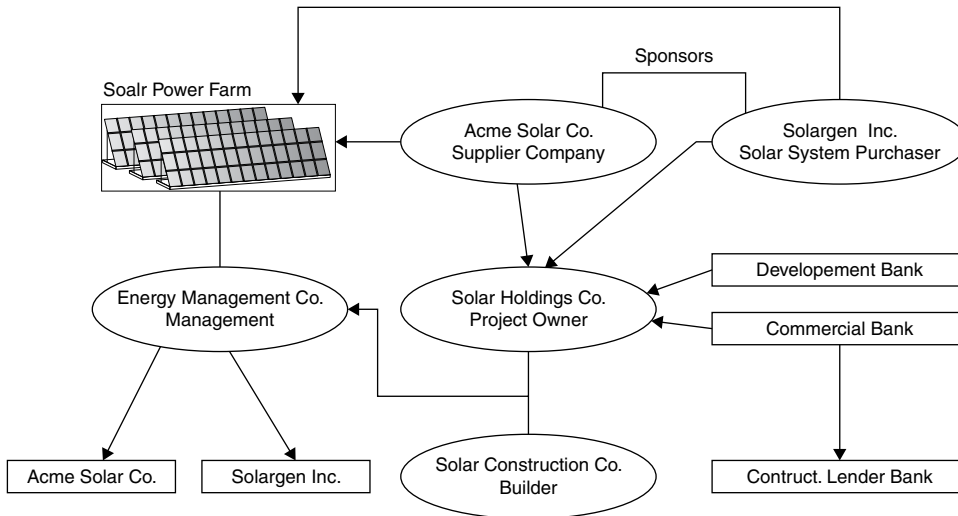 Sponsors
Soalr Power Farm
Acme Solar Co.
Supplier Company
Solargen Inc.
Solar System Purchaser
Energy Management Co.
Management
Solar Holdings Co.
Project Owner
Developement Bank
Commercial Bank
Acme Solar Co.
Solargen Inc.
Solar Construction Co.
Builder
Contruct. Lender Bank